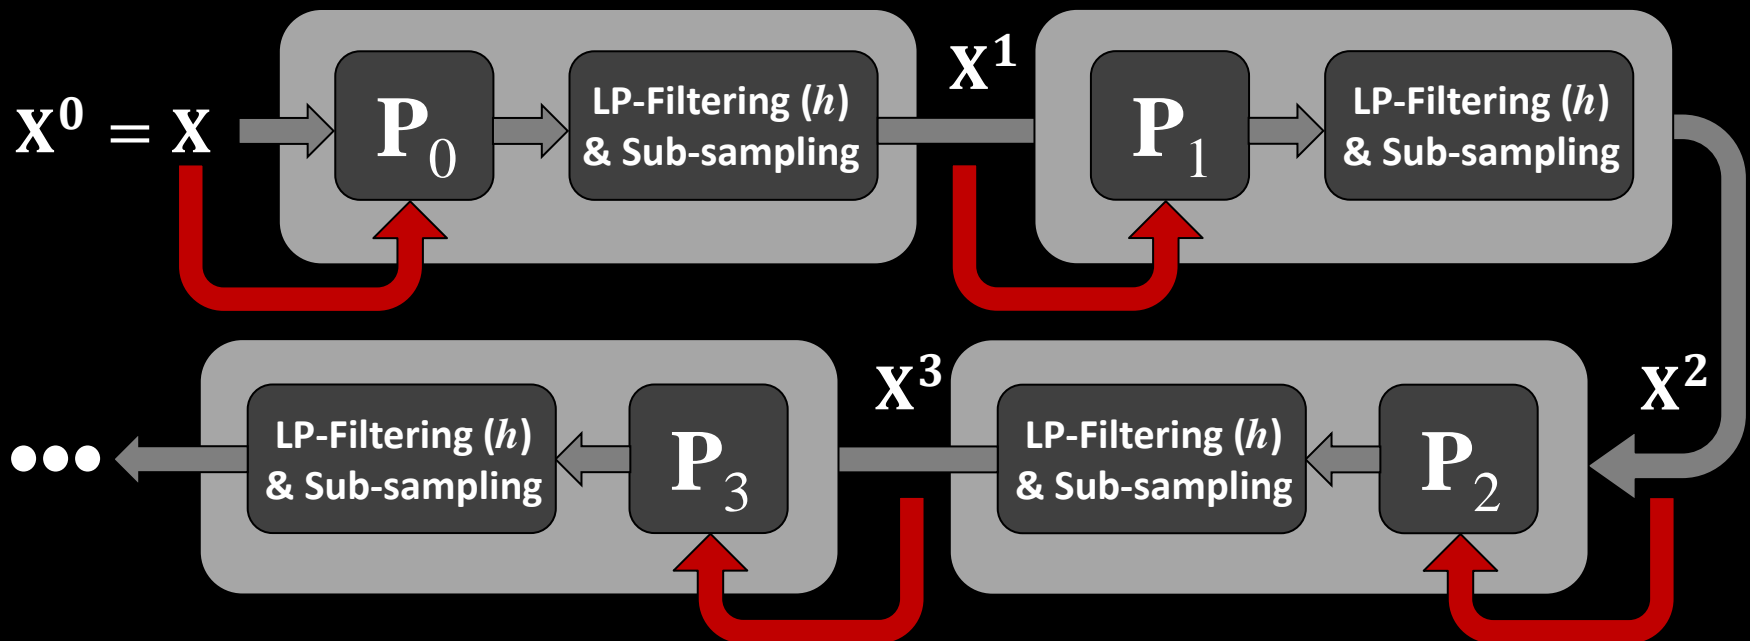 X⁰ = X
P₀
LP-Filtering (h)
& Sub-sampling
X¹
P₁
LP-Filtering (h)
& Sub-sampling
X²
P₂
LP-Filtering (h)
& Sub-sampling
X³
P₃
LP-Filtering (h)
& Sub-sampling
•••